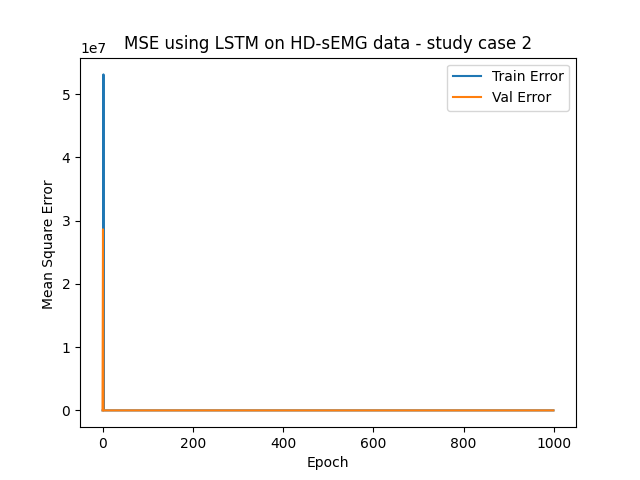 MSE using LSTM on HD-sEMG data - study case 2
1e7
Train Error
Val Error
5
4
3
2
1
0
Mean Square Error
0 200 400 600 800 1000
Epoch